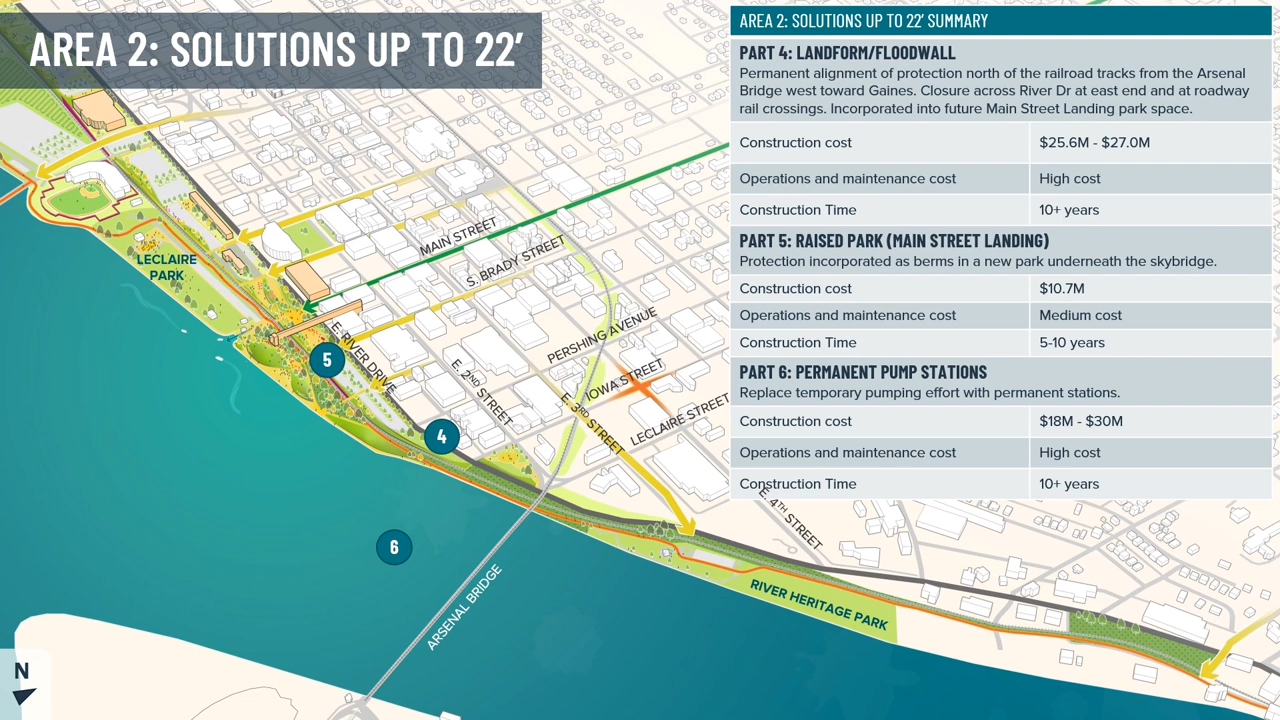 AREA 2: SOLUTIONS UP TO 22′
AREA 2: SOLUTIONS UP TO 22′ SUMMARY
PART 4: LANDFORM/FLOODWALL
Permanent alignment of protection north of the railroad tracks from the Arsenal
Bridge west toward Gaines. Closure across River Dr at east end and at roadway
rail crossings. Incorporated into future Main Street Landing park space.
Construction cost $25.6M - $27.0M
Operations and maintenance cost High cost
Construction Time 10+ years
PART 5: RAISED PARK (MAIN STREET LANDING)
Protection incorporated as berms in a new park underneath the skybridge.
Construction cost $10.7M
Operations and maintenance cost Medium cost
Construction Time 5-10 years
PART 6: PERMANENT PUMP STATIONS
Replace temporary pumping effort with permanent stations.
Construction cost $18M - $30M
Operations and maintenance cost High cost
Construction Time 10+ years
LECLAIRE
PARK
MAIN STREET
S. BRADY STREET
PERSHING AVENUE
IOWA STREET
LECLAIRE STREET
E. RIVER DRIVE
E. 2ND STREET
E. 3RD STREET
E. 4TH STREET
5
4
6
ARSENAL BRIDGE
RIVER HERITAGE PARK
N